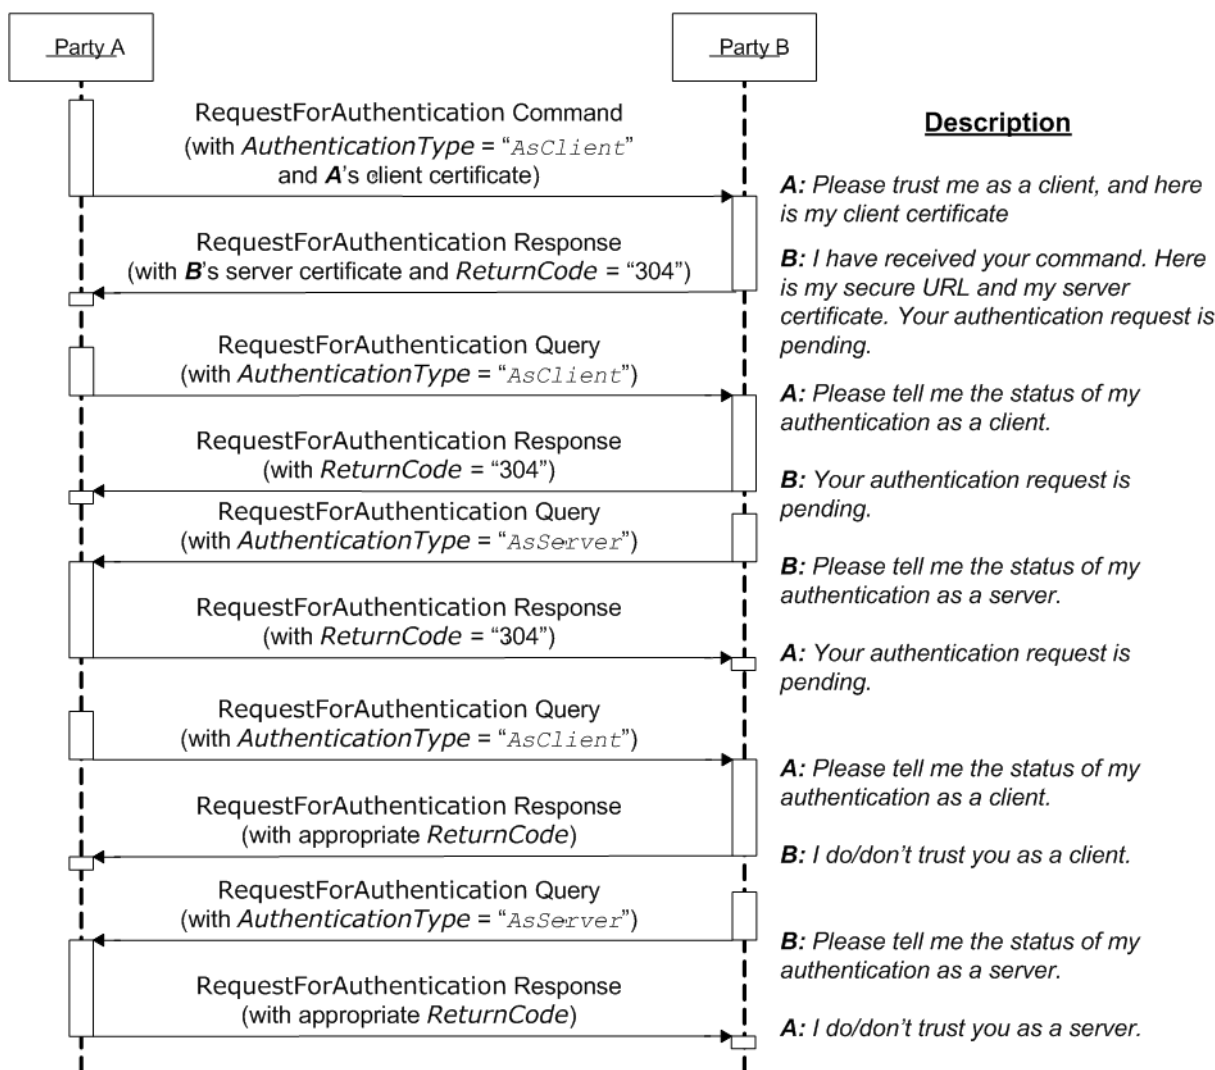 Party A
Party B
RequestForAuthentication Command
(with AuthenticationType = “AsClient”
and A’s client certificate)
RequestForAuthentication Response
(with B’s server certificate and ReturnCode = “304”)
RequestForAuthentication Query
(with AuthenticationType = “AsClient”)
RequestForAuthentication Response
(with ReturnCode = “304”)
RequestForAuthentication Query
(with AuthenticationType = “AsServer”)
RequestForAuthentication Response
(with ReturnCode = “304”)
RequestForAuthentication Query
(with AuthenticationType = “AsClient”)
RequestForAuthentication Response
(with appropriate ReturnCode)
RequestForAuthentication Query
(with AuthenticationType = “AsServer”)
RequestForAuthentication Response
(with appropriate ReturnCode)
Description
A: Please trust me as a client, and here
is my client certificate
B: I have received your command. Here
is my secure URL and my server
certificate. Your authentication request is
pending.
A: Please tell me the status of my
authentication as a client.
B: Your authentication request is
pending.
B: Please tell me the status of my
authentication as a server.
A: Your authentication request is
pending.
A: Please tell me the status of my
authentication as a client.
B: I do/don’t trust you as a client.
B: Please tell me the status of my
authentication as a server.
A: I do/don’t trust you as a server.